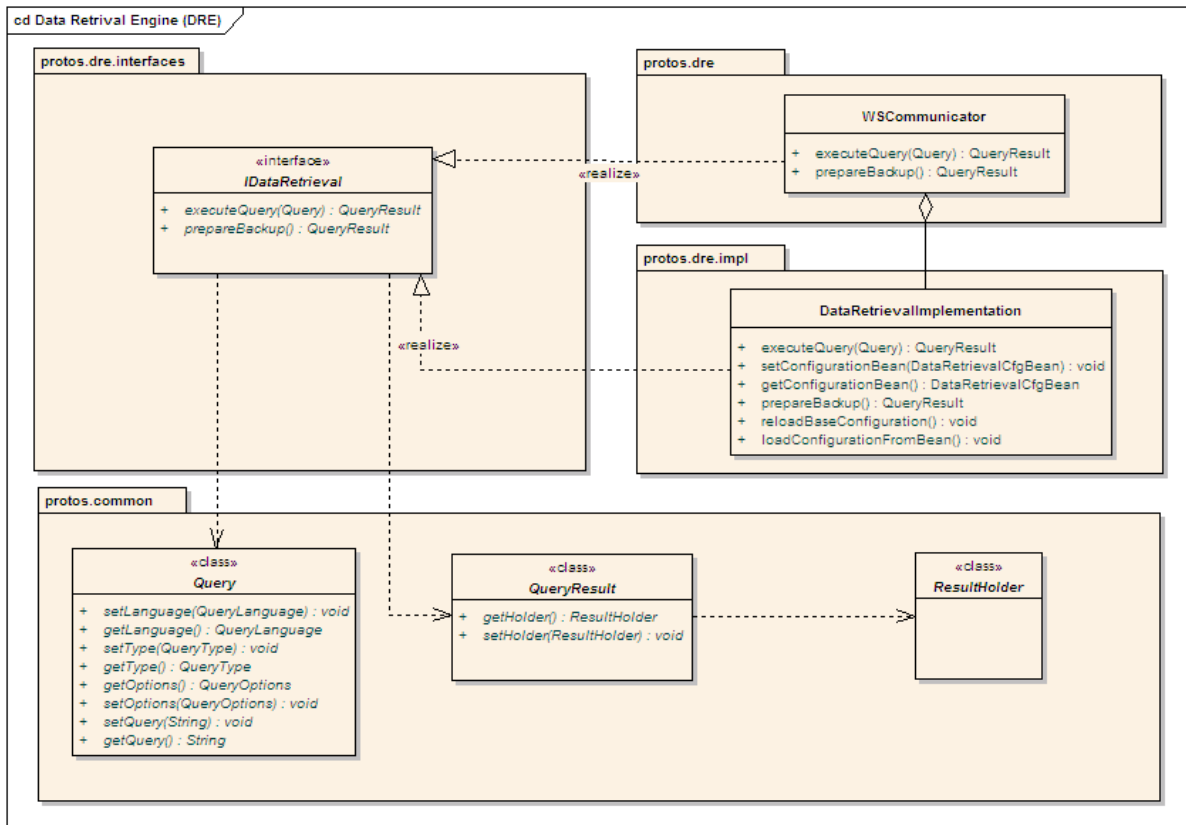 cd Data Retrival Engine (DRE)
protos.dre.interfaces
«interface»
IDataRetrieval
+ executeQuery(Query) : QueryResult
+ prepareBackup() : QueryResult
«realize»
protos.dre
WSCommunicator
+ executeQuery(Query) : QueryResult
+ prepareBackup() : QueryResult
«realize»
protos.dre.impl
DataRetrievalImplementation
+ executeQuery(Query) : QueryResult
+ setConfigurationBean(DataRetrievalCfgBean) : void
+ getConfigurationBean() : DataRetrievalCfgBean
+ prepareBackup() : QueryResult
+ reloadBaseConfiguration() : void
+ loadConfigurationFromBean() : void
protos.common
«class»
Query
+ setLanguage(QueryLanguage) : void
+ getLanguage() : QueryLanguage
+ setType(QueryType) : void
+ getType() : QueryType
+ getOptions() : QueryOptions
+ setOptions(QueryOptions) : void
+ setQuery(String) : void
+ getQuery() : String
«class»
QueryResult
+ getHolder() : ResultHolder
+ setHolder(ResultHolder) : void
«class»
ResultHolder